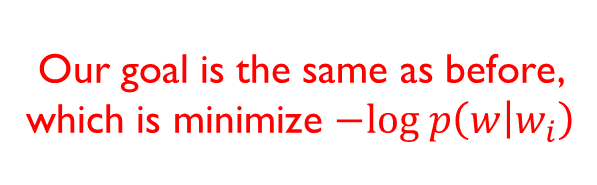 Our goal is the same as before,
which is minimize −log p(w|wᵢ)